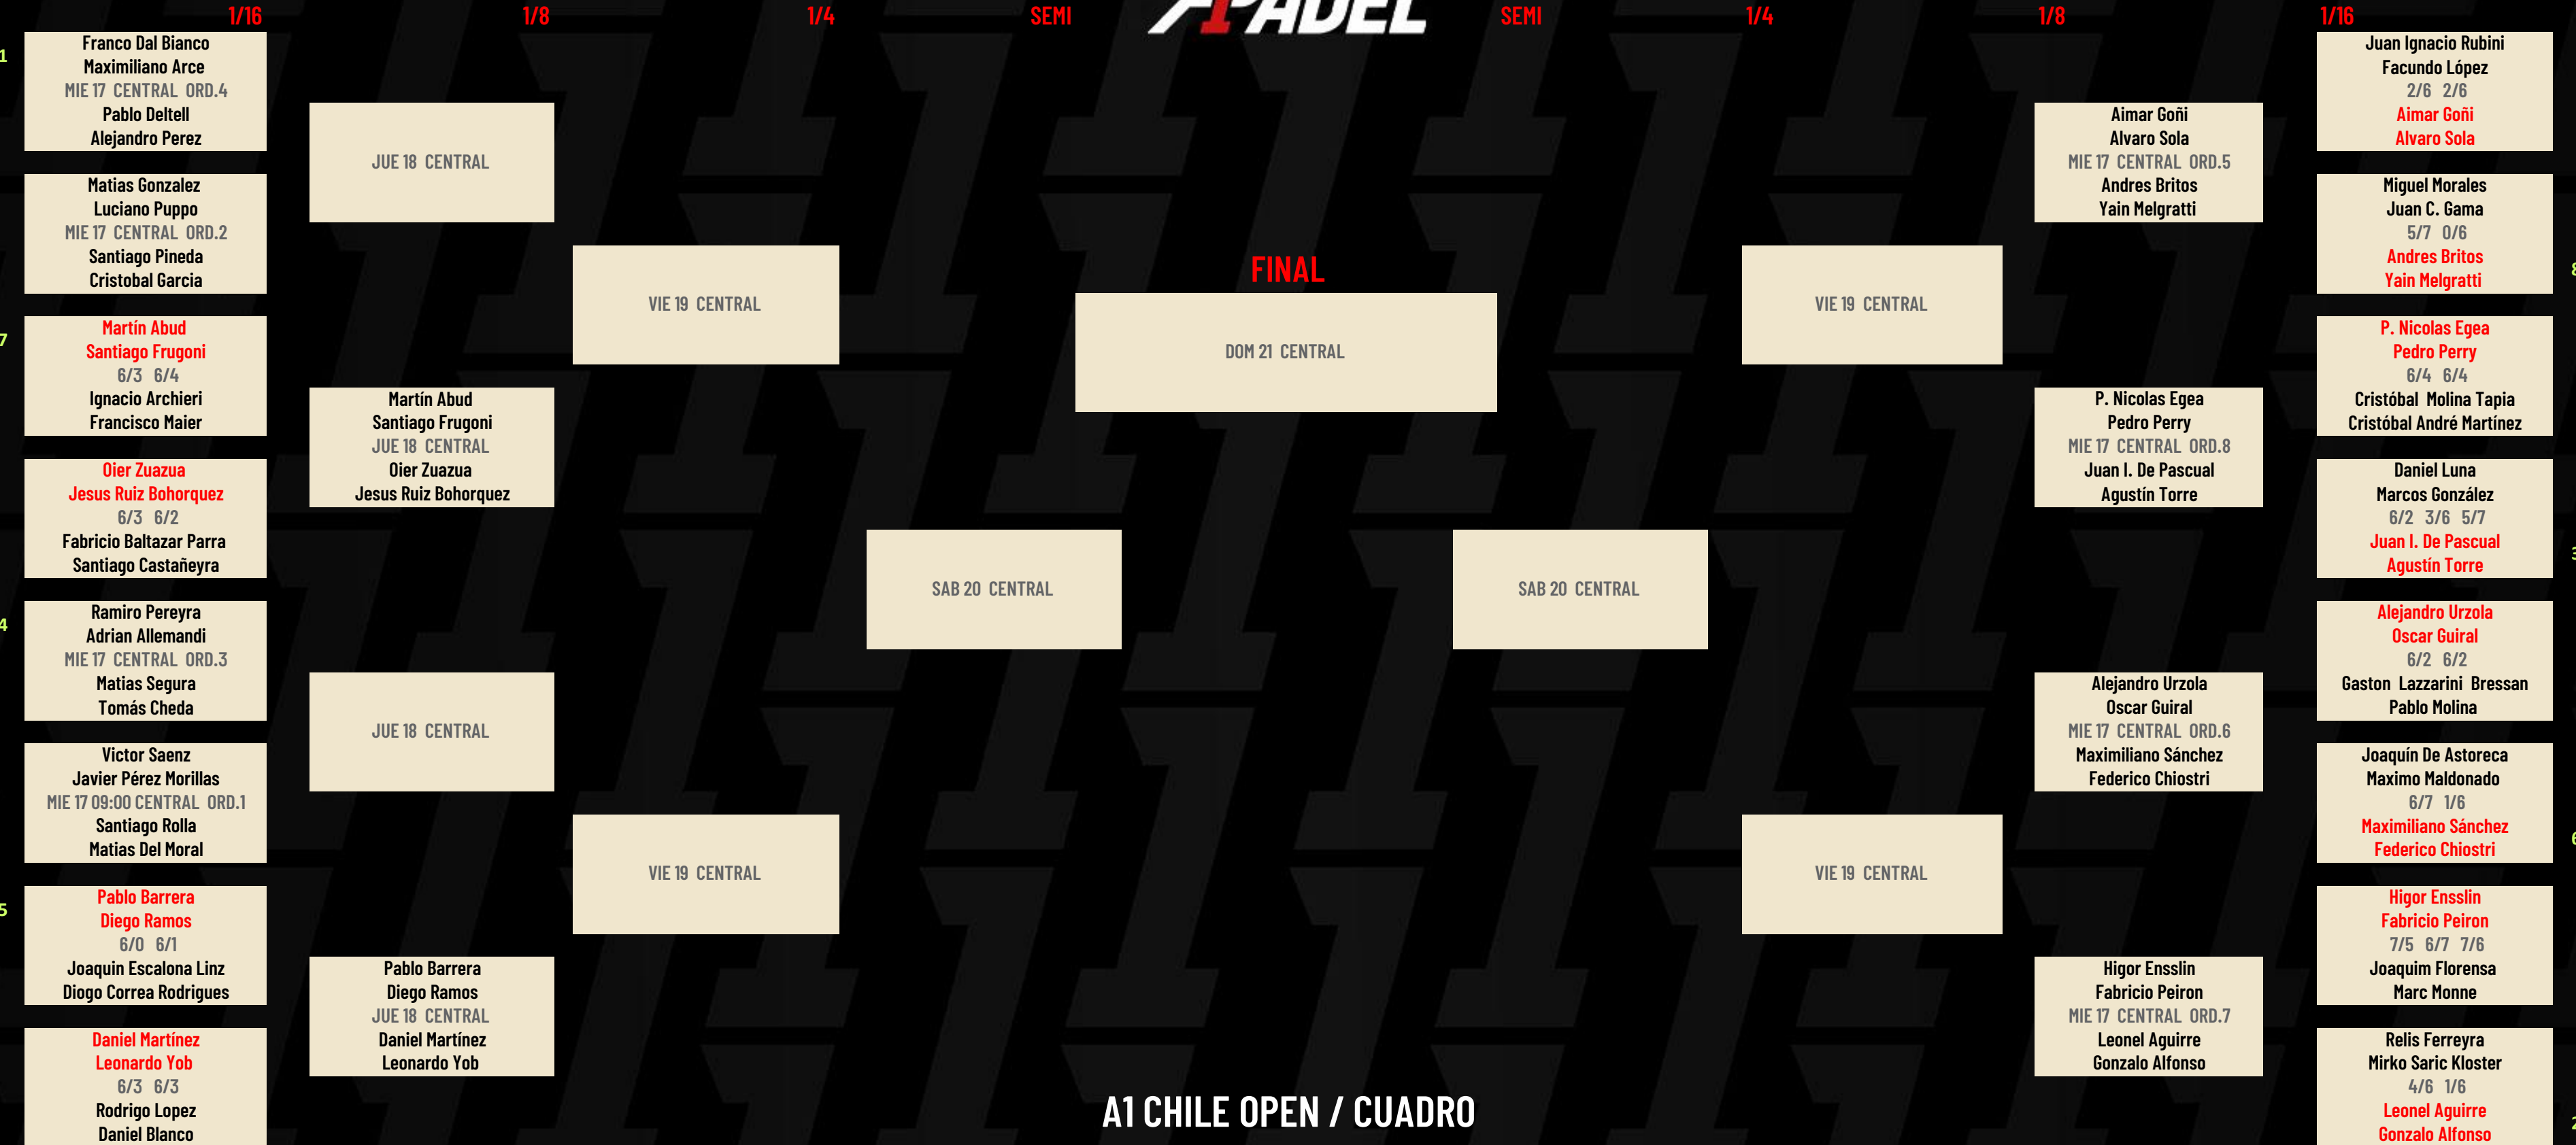 1/16
1/8
1/4
SEMI
A1PADEL
SEMI
1/4
1/8
1/16
1
Franco Dal Bianco
Maximiliano Arce
MIE 17 CENTRAL ORD.4
Pablo Deltell
Alejandro Perez
Matias Gonzalez
Luciano Puppo
MIE 17 CENTRAL ORD.2
Santiago Pineda
Cristobal Garcia
7
Martín Abud
Santiago Frugoni
6/3 6/4
Ignacio Archieri
Francisco Maier
Oier Zuazua
Jesus Ruiz Bohorquez
6/3 6/2
Fabricio Baltazar Parra
Santiago Castañeyra
4
Ramiro Pereyra
Adrian Allemandi
MIE 17 CENTRAL ORD.3
Matias Segura
Tomás Cheda
Victor Saenz
Javier Pérez Morillas
MIE 17 09:00 CENTRAL ORD.1
Santiago Rolla
Matias Del Moral
5
Pablo Barrera
Diego Ramos
6/0 6/1
Joaquin Escalona Linz
Diogo Correa Rodrigues
Daniel Martínez
Leonardo Yob
6/3 6/3
Rodrigo Lopez
Daniel Blanco
JUE 18 CENTRAL
Martín Abud
Santiago Frugoni
JUE 18 CENTRAL
Oier Zuazua
Jesus Ruiz Bohorquez
JUE 18 CENTRAL
Pablo Barrera
Diego Ramos
JUE 18 CENTRAL
Daniel Martínez
Leonardo Yob
VIE 19 CENTRAL
VIE 19 CENTRAL
SAB 20 CENTRAL
FINAL
DOM 21 CENTRAL
A1 CHILE OPEN / CUADRO
SAB 20 CENTRAL
VIE 19 CENTRAL
VIE 19 CENTRAL
Aimar Goñi
Alvaro Sola
MIE 17 CENTRAL ORD.5
Andres Britos
Yain Melgratti
P. Nicolas Egea
Pedro Perry
MIE 17 CENTRAL ORD.8
Juan I. De Pascual
Agustín Torre
Alejandro Urzola
Oscar Guiral
MIE 17 CENTRAL ORD.6
Maximiliano Sánchez
Federico Chiostri
Higor Ensslin
Fabricio Peiron
MIE 17 CENTRAL ORD.7
Leonel Aguirre
Gonzalo Alfonso
Juan Ignacio Rubini
Facundo López
2/6 2/6
Aimar Goñi
Alvaro Sola
Miguel Morales
Juan C. Gama
5/7 0/6
Andres Britos
Yain Melgratti
P. Nicolas Egea
Pedro Perry
6/4 6/4
Cristóbal Molina Tapia
Cristóbal André Martínez
Daniel Luna
Marcos González
6/2 3/6 5/7
Juan I. De Pascual
Agustín Torre
Alejandro Urzola
Oscar Guiral
6/2 6/2
Gaston Lazzarini Bressan
Pablo Molina
Joaquín De Astoreca
Maximo Maldonado
6/7 1/6
Maximiliano Sánchez
Federico Chiostri
Higor Ensslin
Fabricio Peiron
7/5 6/7 7/6
Joaquim Florensa
Marc Monne
Relis Ferreyra
Mirko Saric Kloster
4/6 1/6
Leonel Aguirre
Gonzalo Alfonso